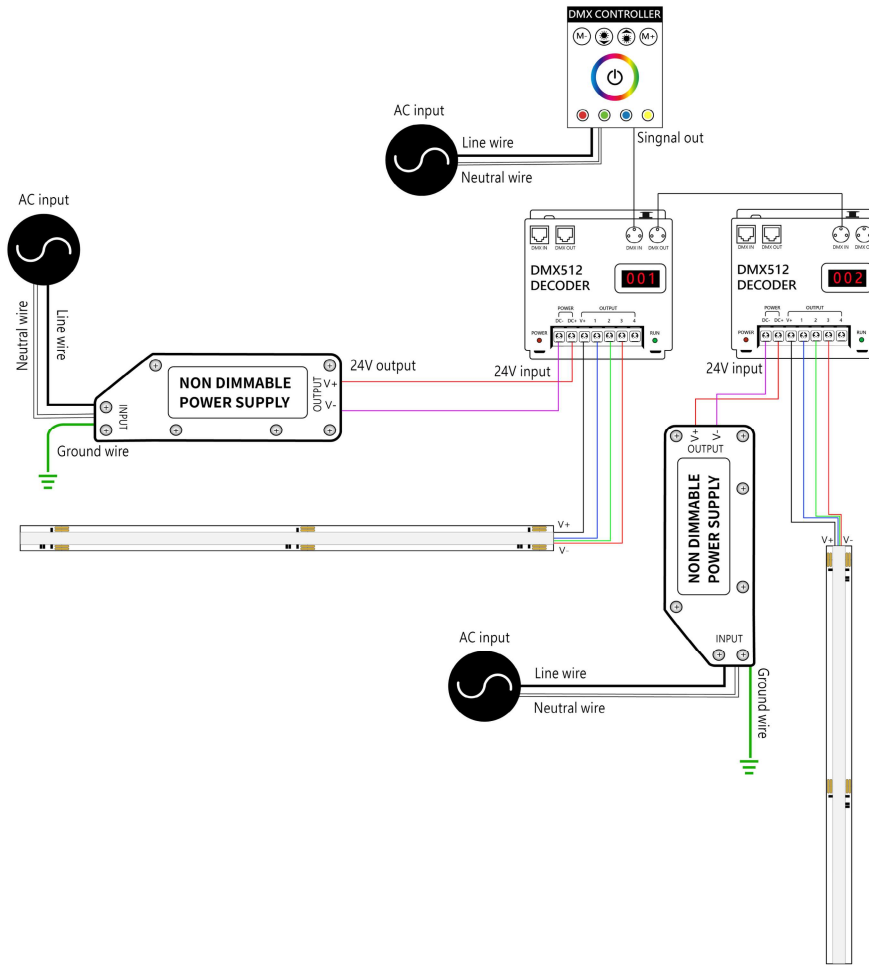 DMX CONTROLLER
M-
M+
AC input
Line wire
Neutral wire
Singnal out
AC input
Neutral wire
Line wire
DMX IN DMX OUT DMX IN DMX OUT
DMX512
DECODER
001
POWER OUTPUT
DC- DC+ V+ 1 2 3 4
POWER RUN
DMX IN DMX OUT DMX IN DMX O
DMX512
DECODER
002
POWER OUTPUT
DC- DC+ V+ 1 2 3 4
POWER RUN
24V output
24V input
24V input
NON DIMMABLE
POWER SUPPLY
INPUT
OUTPUT
V+
V-
Ground wire
V+
V-
V+
V-
OUTPUT
NON DIMMABLE
POWER SUPPLY
INPUT
V+ V-
AC input
Line wire
Neutral wire
Ground wire